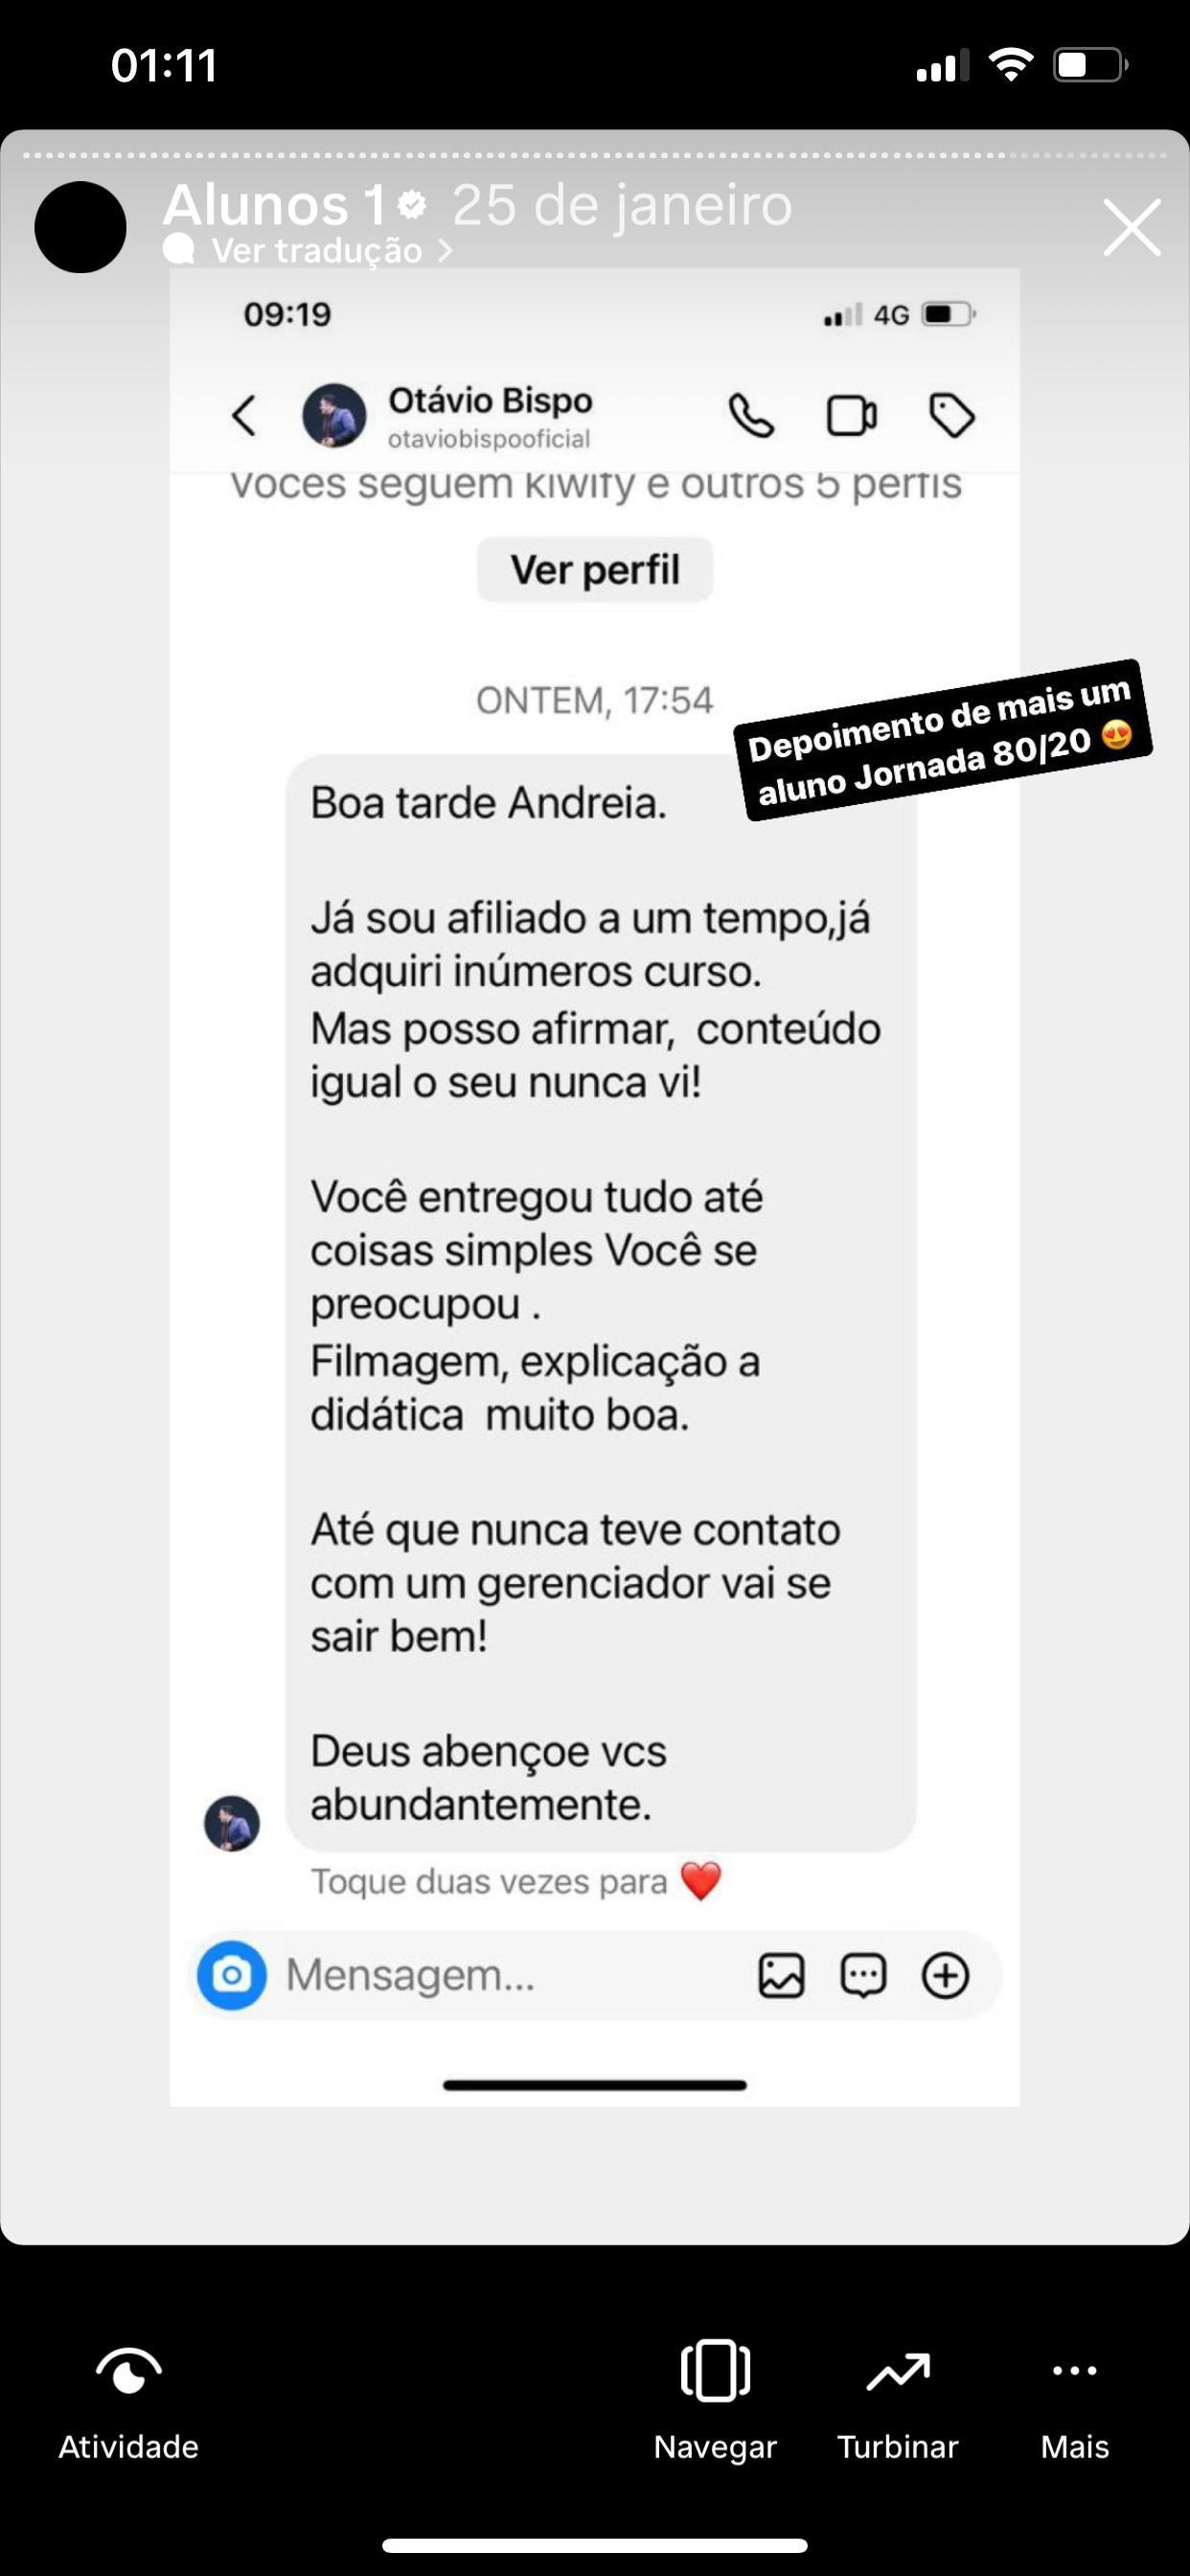 01:11
Alunos 1 25 de janeiro
Ver tradução
09:19
4G
Otávio Bispo
otaviobispooficial
Vocês seguem kiwify e outros 5 perfis
Ver perfil
ONTEM, 17:54
Depoimento de mais um
aluno Jornada 80/20 😍
Boa tarde Andreia.
Já sou afiliado a um tempo,já
adquiri inúmeros curso.
Mas posso afirmar,  conteúdo
igual o seu nunca vi!
Você entregou tudo até
coisas simples Você se
preocupou .
Filmagem, explicação a
didática  muito boa.
Até que nunca teve contato
com um gerenciador vai se
sair bem!
Deus abençoe vcs
abundantemente.
Toque duas vezes para ❤️
Mensagem...
Atividade
Navegar
Turbinar
Mais